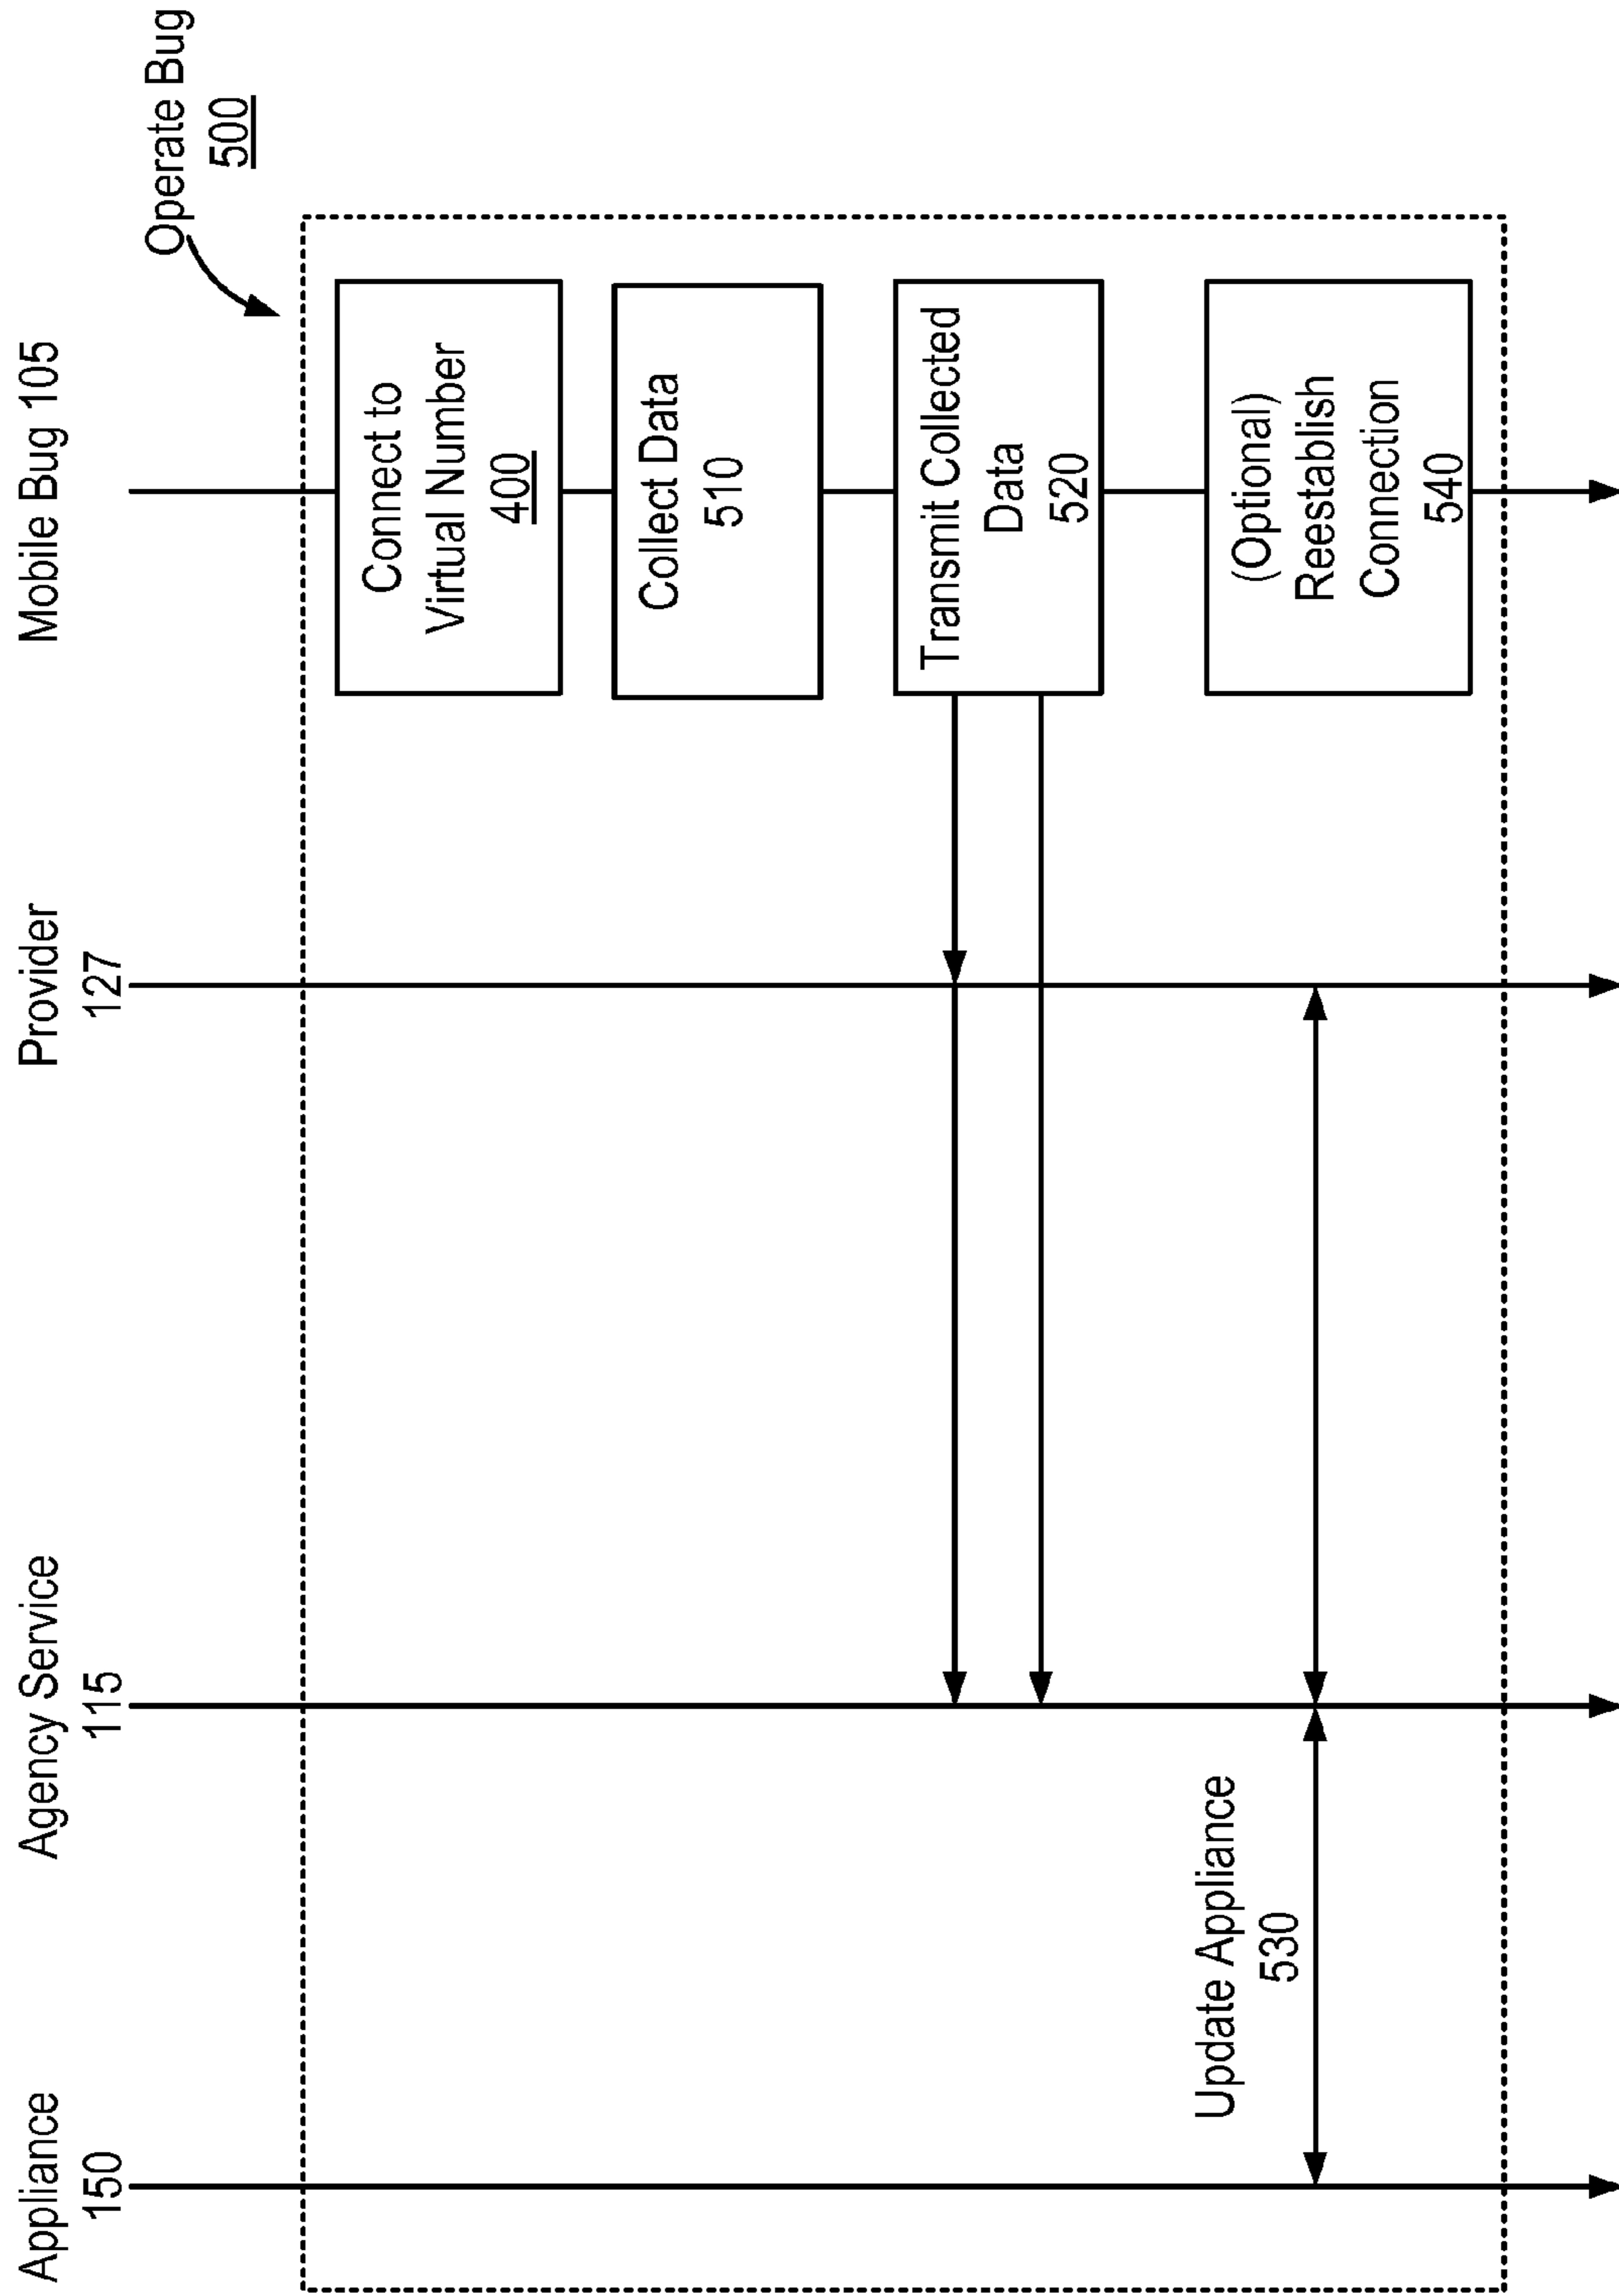 Appliance
150
Agency Service
115
Provider
127
Mobile Bug 105
Operate Bug
500
Connect to
Virtual Number
400
Collect Data
510
Transmit Collected
Data
520
Update Appliance
530
(Optional)
Reestablish
Connection
540